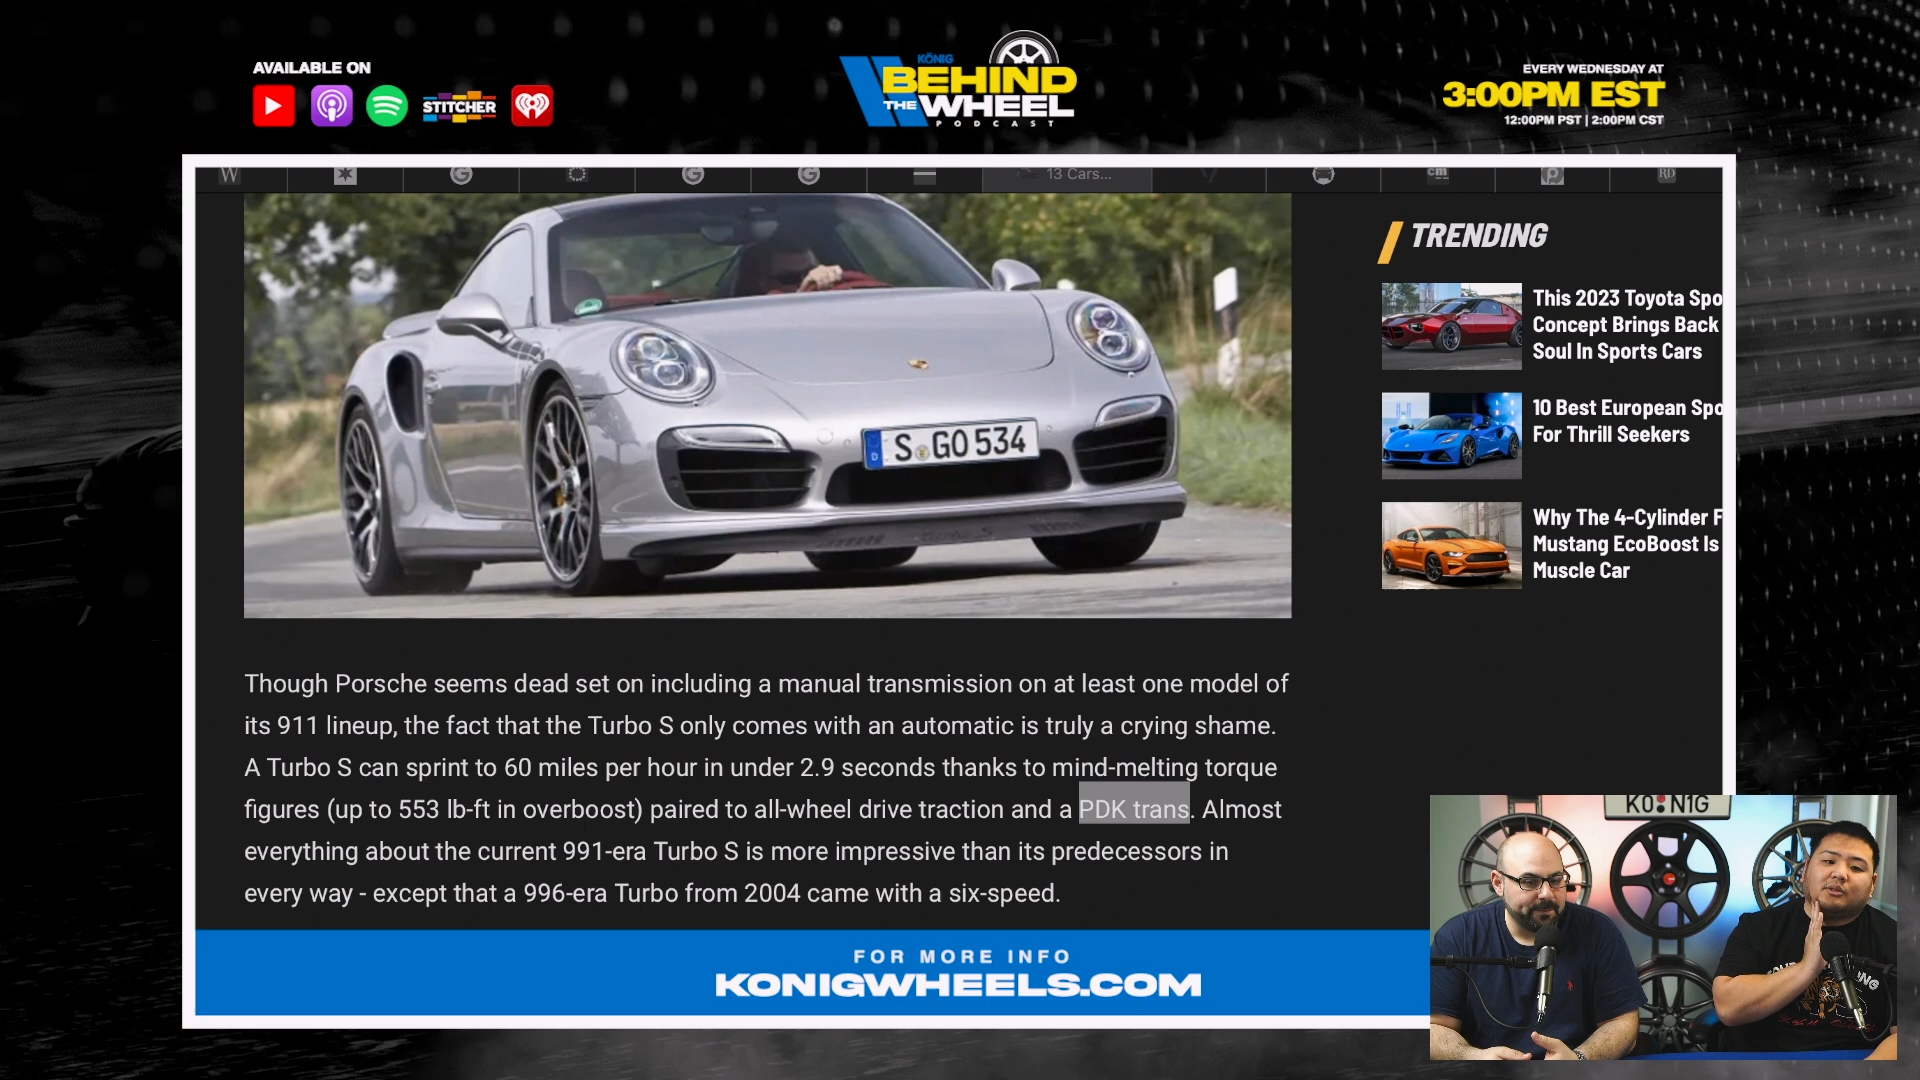 AVAILABLE ON
STITCHER
KÖNIG
BEHIND
THE WHEEL
PODCAST
EVERY WEDNESDAY AT
3:00PM EST
12:00PM PST | 2:00PM CST
W
G
G
G
13 Cars...
cm
RD
S GO 534
TRENDING
This 2023 Toyota Spo
Concept Brings Back
Soul In Sports Cars
10 Best European Spo
For Thrill Seekers
Why The 4-Cylinder F
Mustang EcoBoost Is
Muscle Car
Though Porsche seems dead set on including a manual transmission on at least one model of
its 911 lineup, the fact that the Turbo S only comes with an automatic is truly a crying shame.
A Turbo S can sprint to 60 miles per hour in under 2.9 seconds thanks to mind-melting torque
figures (up to 553 lb-ft in overboost) paired to all-wheel drive traction and a PDK trans. Almost
everything about the current 991-era Turbo S is more impressive than its predecessors in
every way - except that a 996-era Turbo from 2004 came with a six-speed.
FOR MORE INFO
KONIGWHEELS.COM
KO:N1G